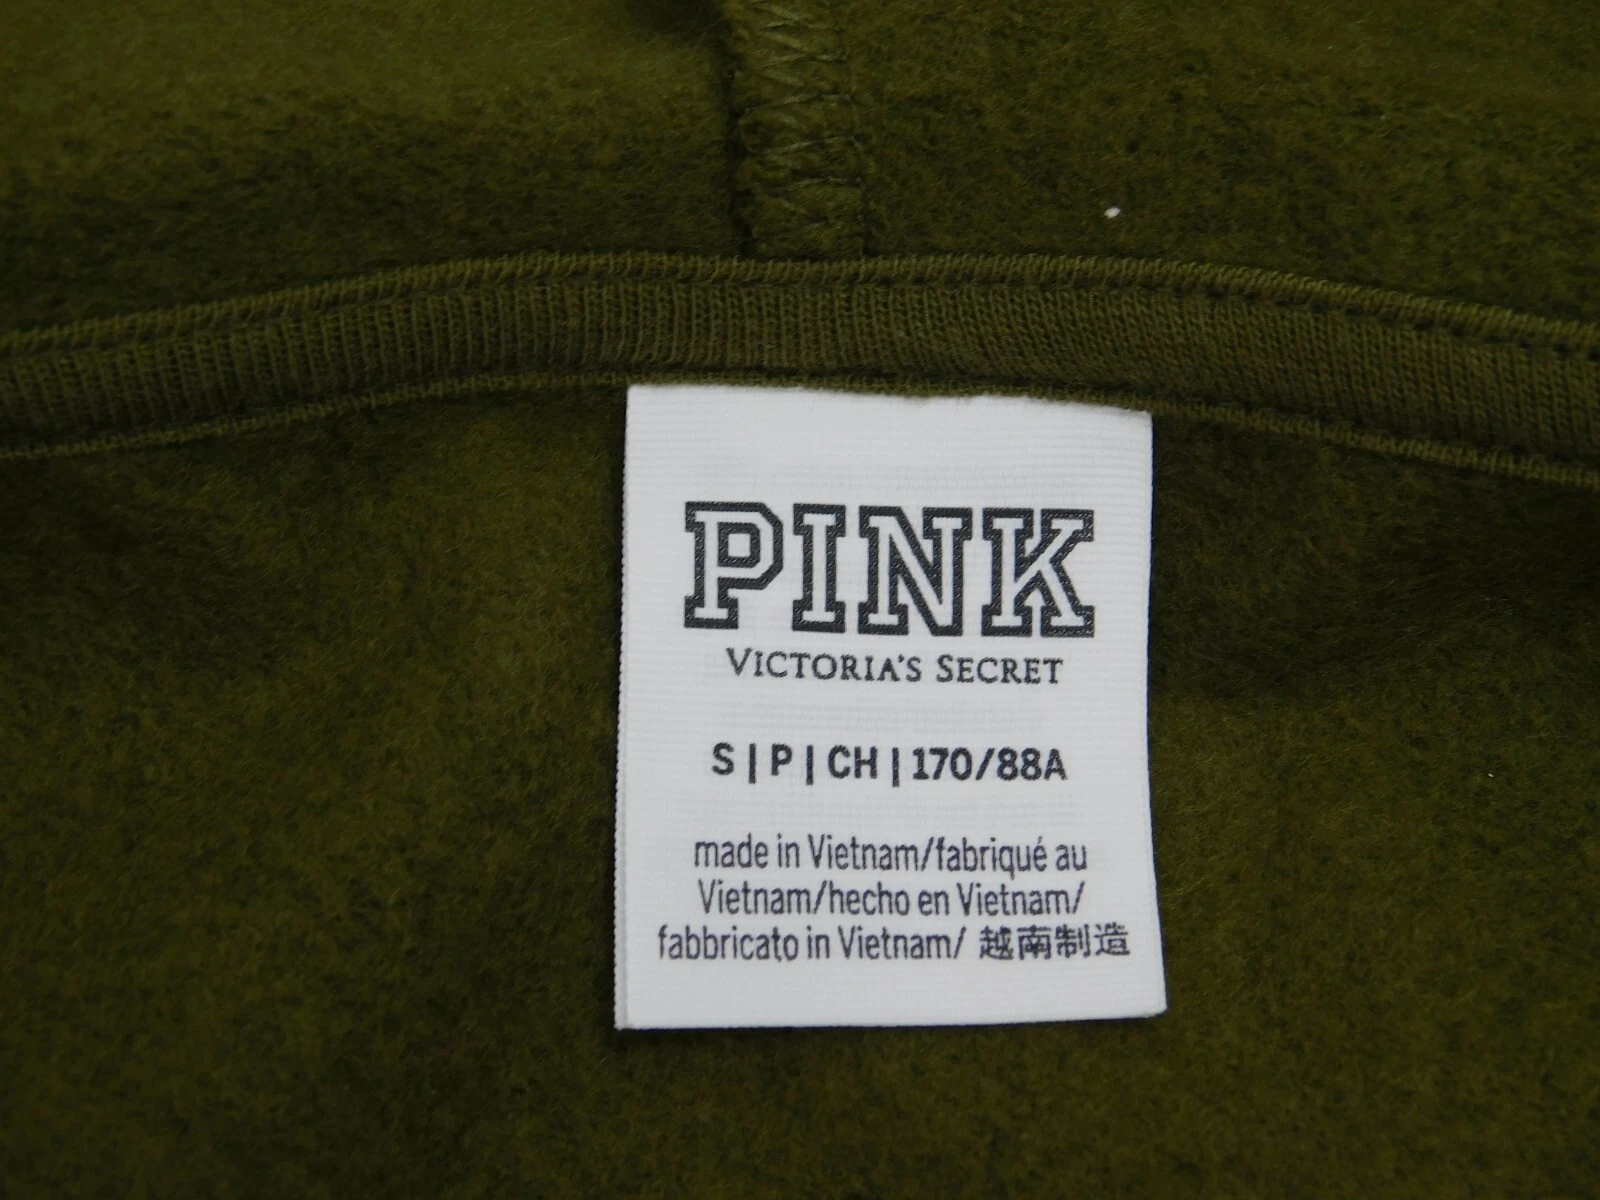 PINK
VICTORIA'S SECRET
S | P | CH | 170/88A
made in Vietnam/fabriqué au
Vietnam/hecho en Vietnam/
fabbricato in Vietnam/ 越南制造